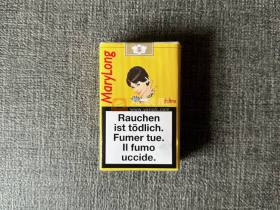 MaryLong
Rauchen
ist tödlich.
Fumer tue.
Il fumo
uccide.